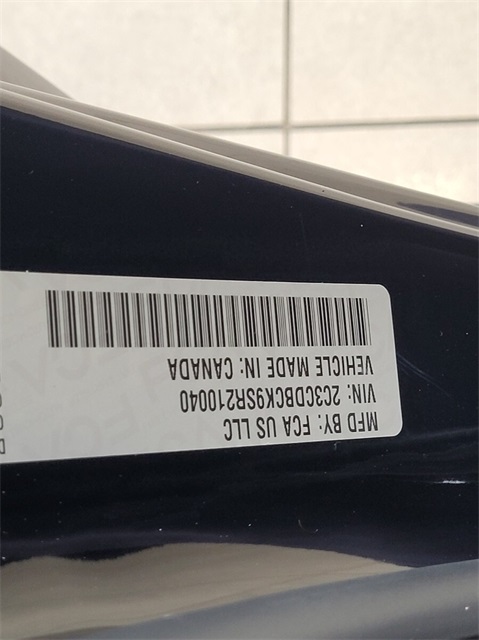 MFD BY: FCA US LLC
VIN: 2C3CDBCK9SR210040
VEHICLE MADE IN: CANADA